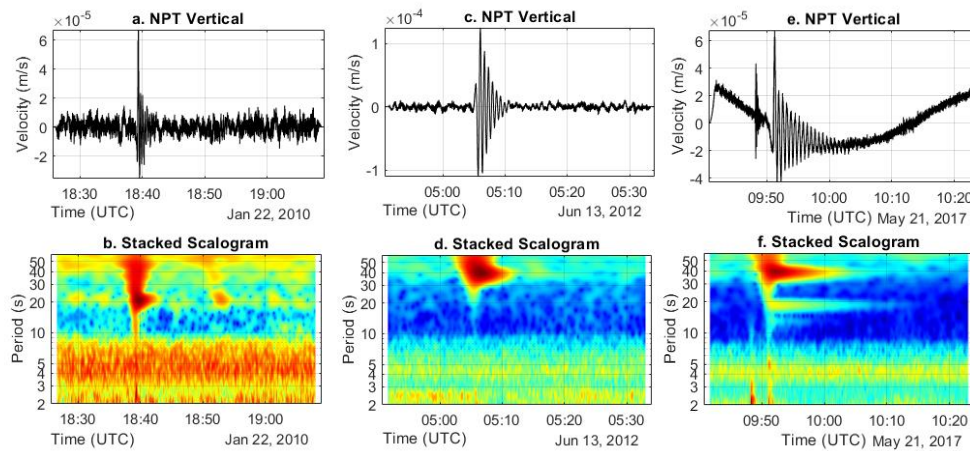 a. NPT Vertical
×10⁻⁵
Velocity (m/s)
6
4
2
0
-2
18:30 18:40 18:50 19:00
Time (UTC)
Jan 22, 2010
c. NPT Vertical
×10⁻⁴
Velocity (m/s)
1
0
-1
05:00 05:10 05:20 05:30
Time (UTC)
Jun 13, 2012
e. NPT Vertical
×10⁻⁵
Velocity (m/s)
6
4
2
0
-2
-4
09:50 10:00 10:10 10:20
Time (UTC) May 21, 2017
b. Stacked Scalogram
Period (s)
50
40
30
20
10
5
4
3
2
18:30 18:40 18:50 19:00
Time (UTC)
Jan 22, 2010
d. Stacked Scalogram
Period (s)
50
40
30
20
10
5
4
3
2
05:00 05:10 05:20 05:30
Time (UTC)
Jun 13, 2012
f. Stacked Scalogram
Period (s)
50
40
30
20
10
5
4
3
2
09:50 10:00 10:10 10:20
Time (UTC) May 21, 2017